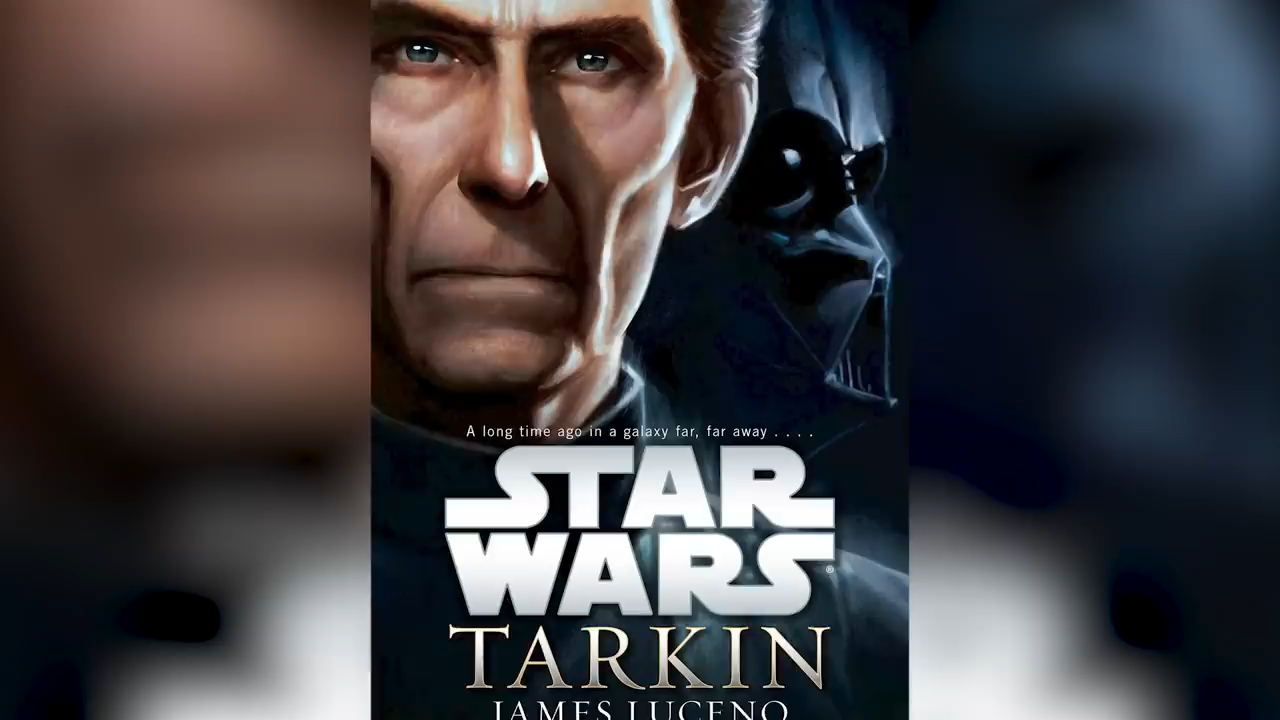 A long time ago in a galaxy far, far away . . . .
STAR
WARS®
TARKIN
JAMES LUCENO